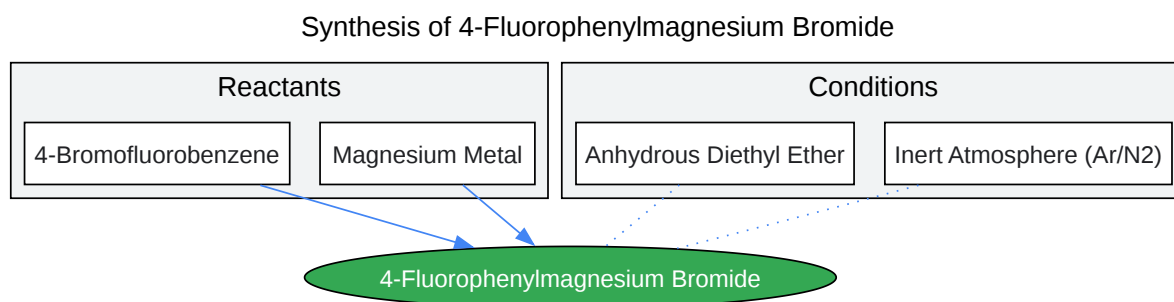 Synthesis of 4-Fluorophenylmagnesium Bromide
Reactants
Conditions
4-Bromofluorobenzene
Magnesium Metal
Anhydrous Diethyl Ether
Inert Atmosphere (Ar/N2)
4-Fluorophenylmagnesium Bromide